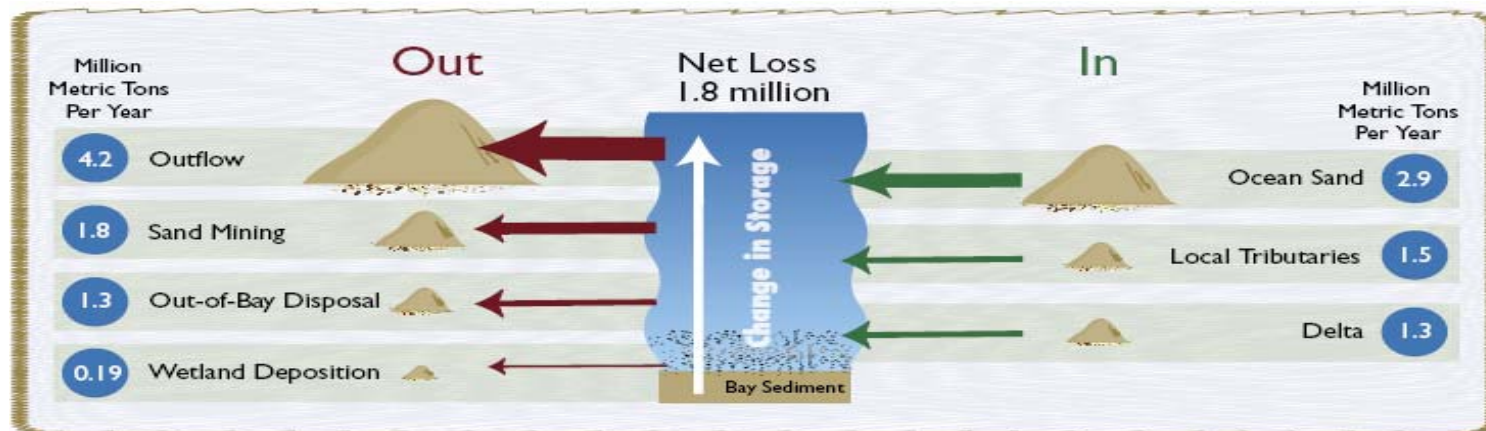 Million
Metric Tons
Per Year
Out
Net Loss
1.8 million
In
Million
Metric Tons
Per Year
4.2 Outflow
1.8 Sand Mining
1.3 Out-of-Bay Disposal
0.19 Wetland Deposition
Change in Storage
Bay Sediment
Ocean Sand 2.9
Local Tributaries 1.5
Delta 1.3